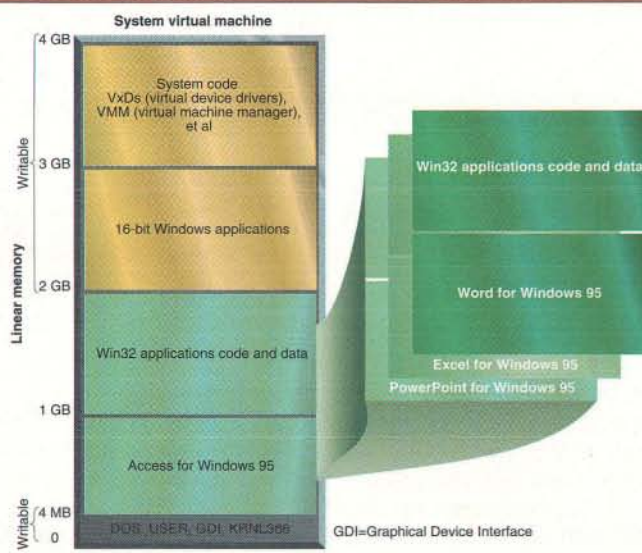 System virtual machine
4 GB
System code
VxDs (virtual device drivers),
VMM (virtual machine manager),
et al
Writable
3 GB
16-bit Windows applications
2 GB
Linear memory
Win32 applications code and data
1 GB
Access for Windows 95
Writable
4 MB
0
DOS, USER, GDI, KRNL386
Win32 applications code and data
Word for Windows 95
Excel for Windows 95
PowerPoint for Windows 95
GDI=Graphical Device Interface